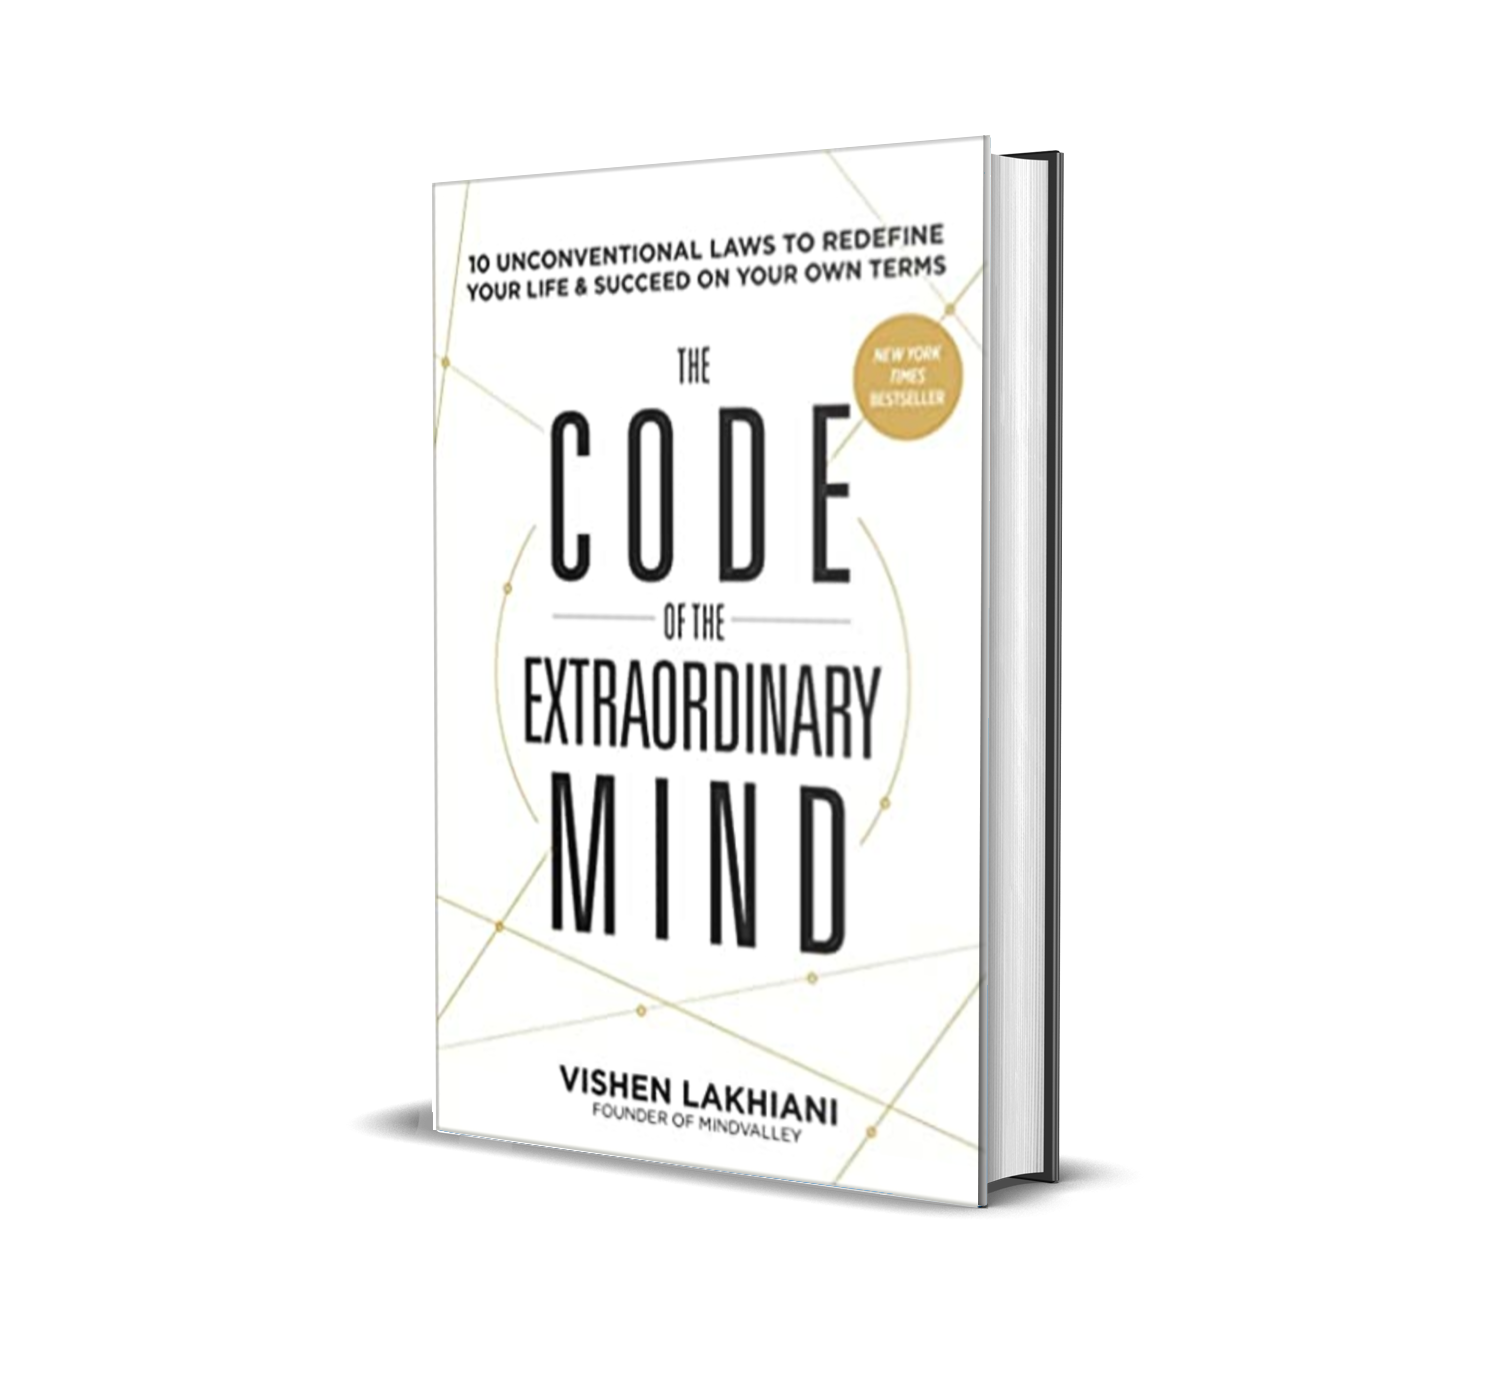 10 UNCONVENTIONAL LAWS TO REDEFINE
YOUR LIFE & SUCCEED ON YOUR OWN TERMS
NEW YORK
TIMES
BESTSELLER
THE
CODE
OF THE
EXTRAORDINARY
MIND
VISHEN LAKHIANI
FOUNDER OF MINDVALLEY